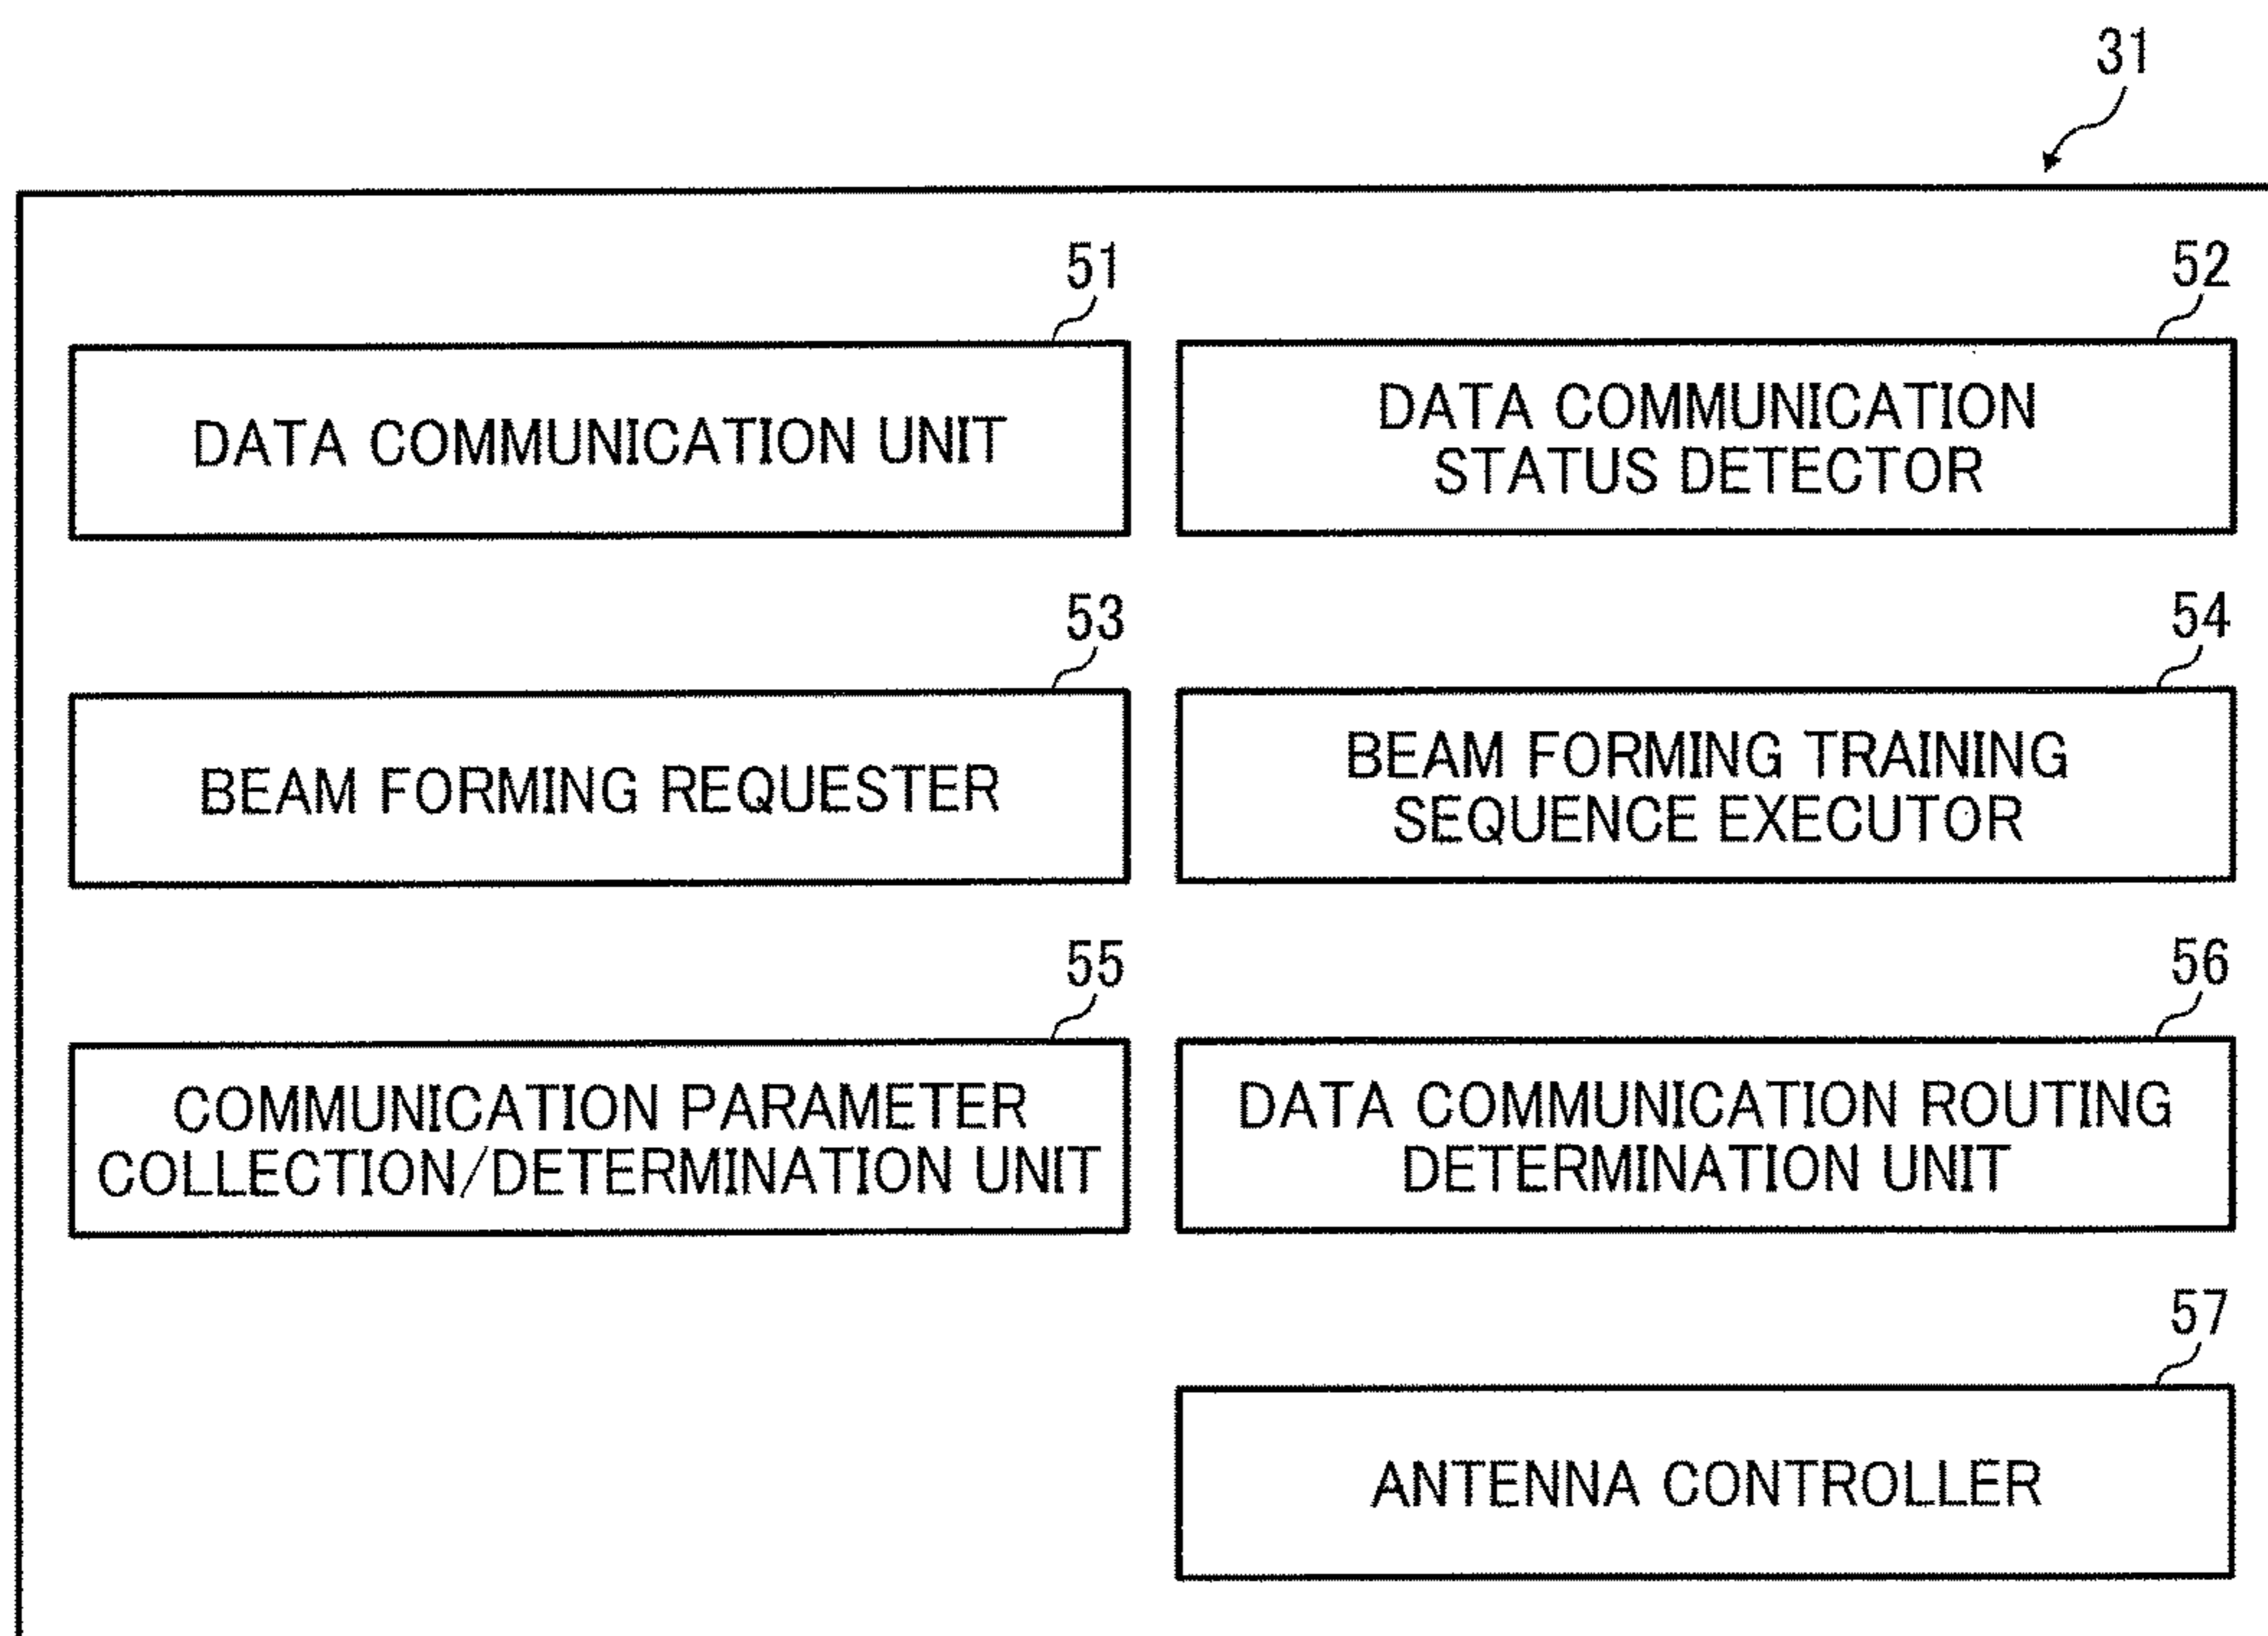 31
51
DATA COMMUNICATION UNIT
52
DATA COMMUNICATION
STATUS DETECTOR
53
BEAM FORMING REQUESTER
54
BEAM FORMING TRAINING
SEQUENCE EXECUTOR
55
COMMUNICATION PARAMETER
COLLECTION/DETERMINATION UNIT
56
DATA COMMUNICATION ROUTING
DETERMINATION UNIT
57
ANTENNA CONTROLLER